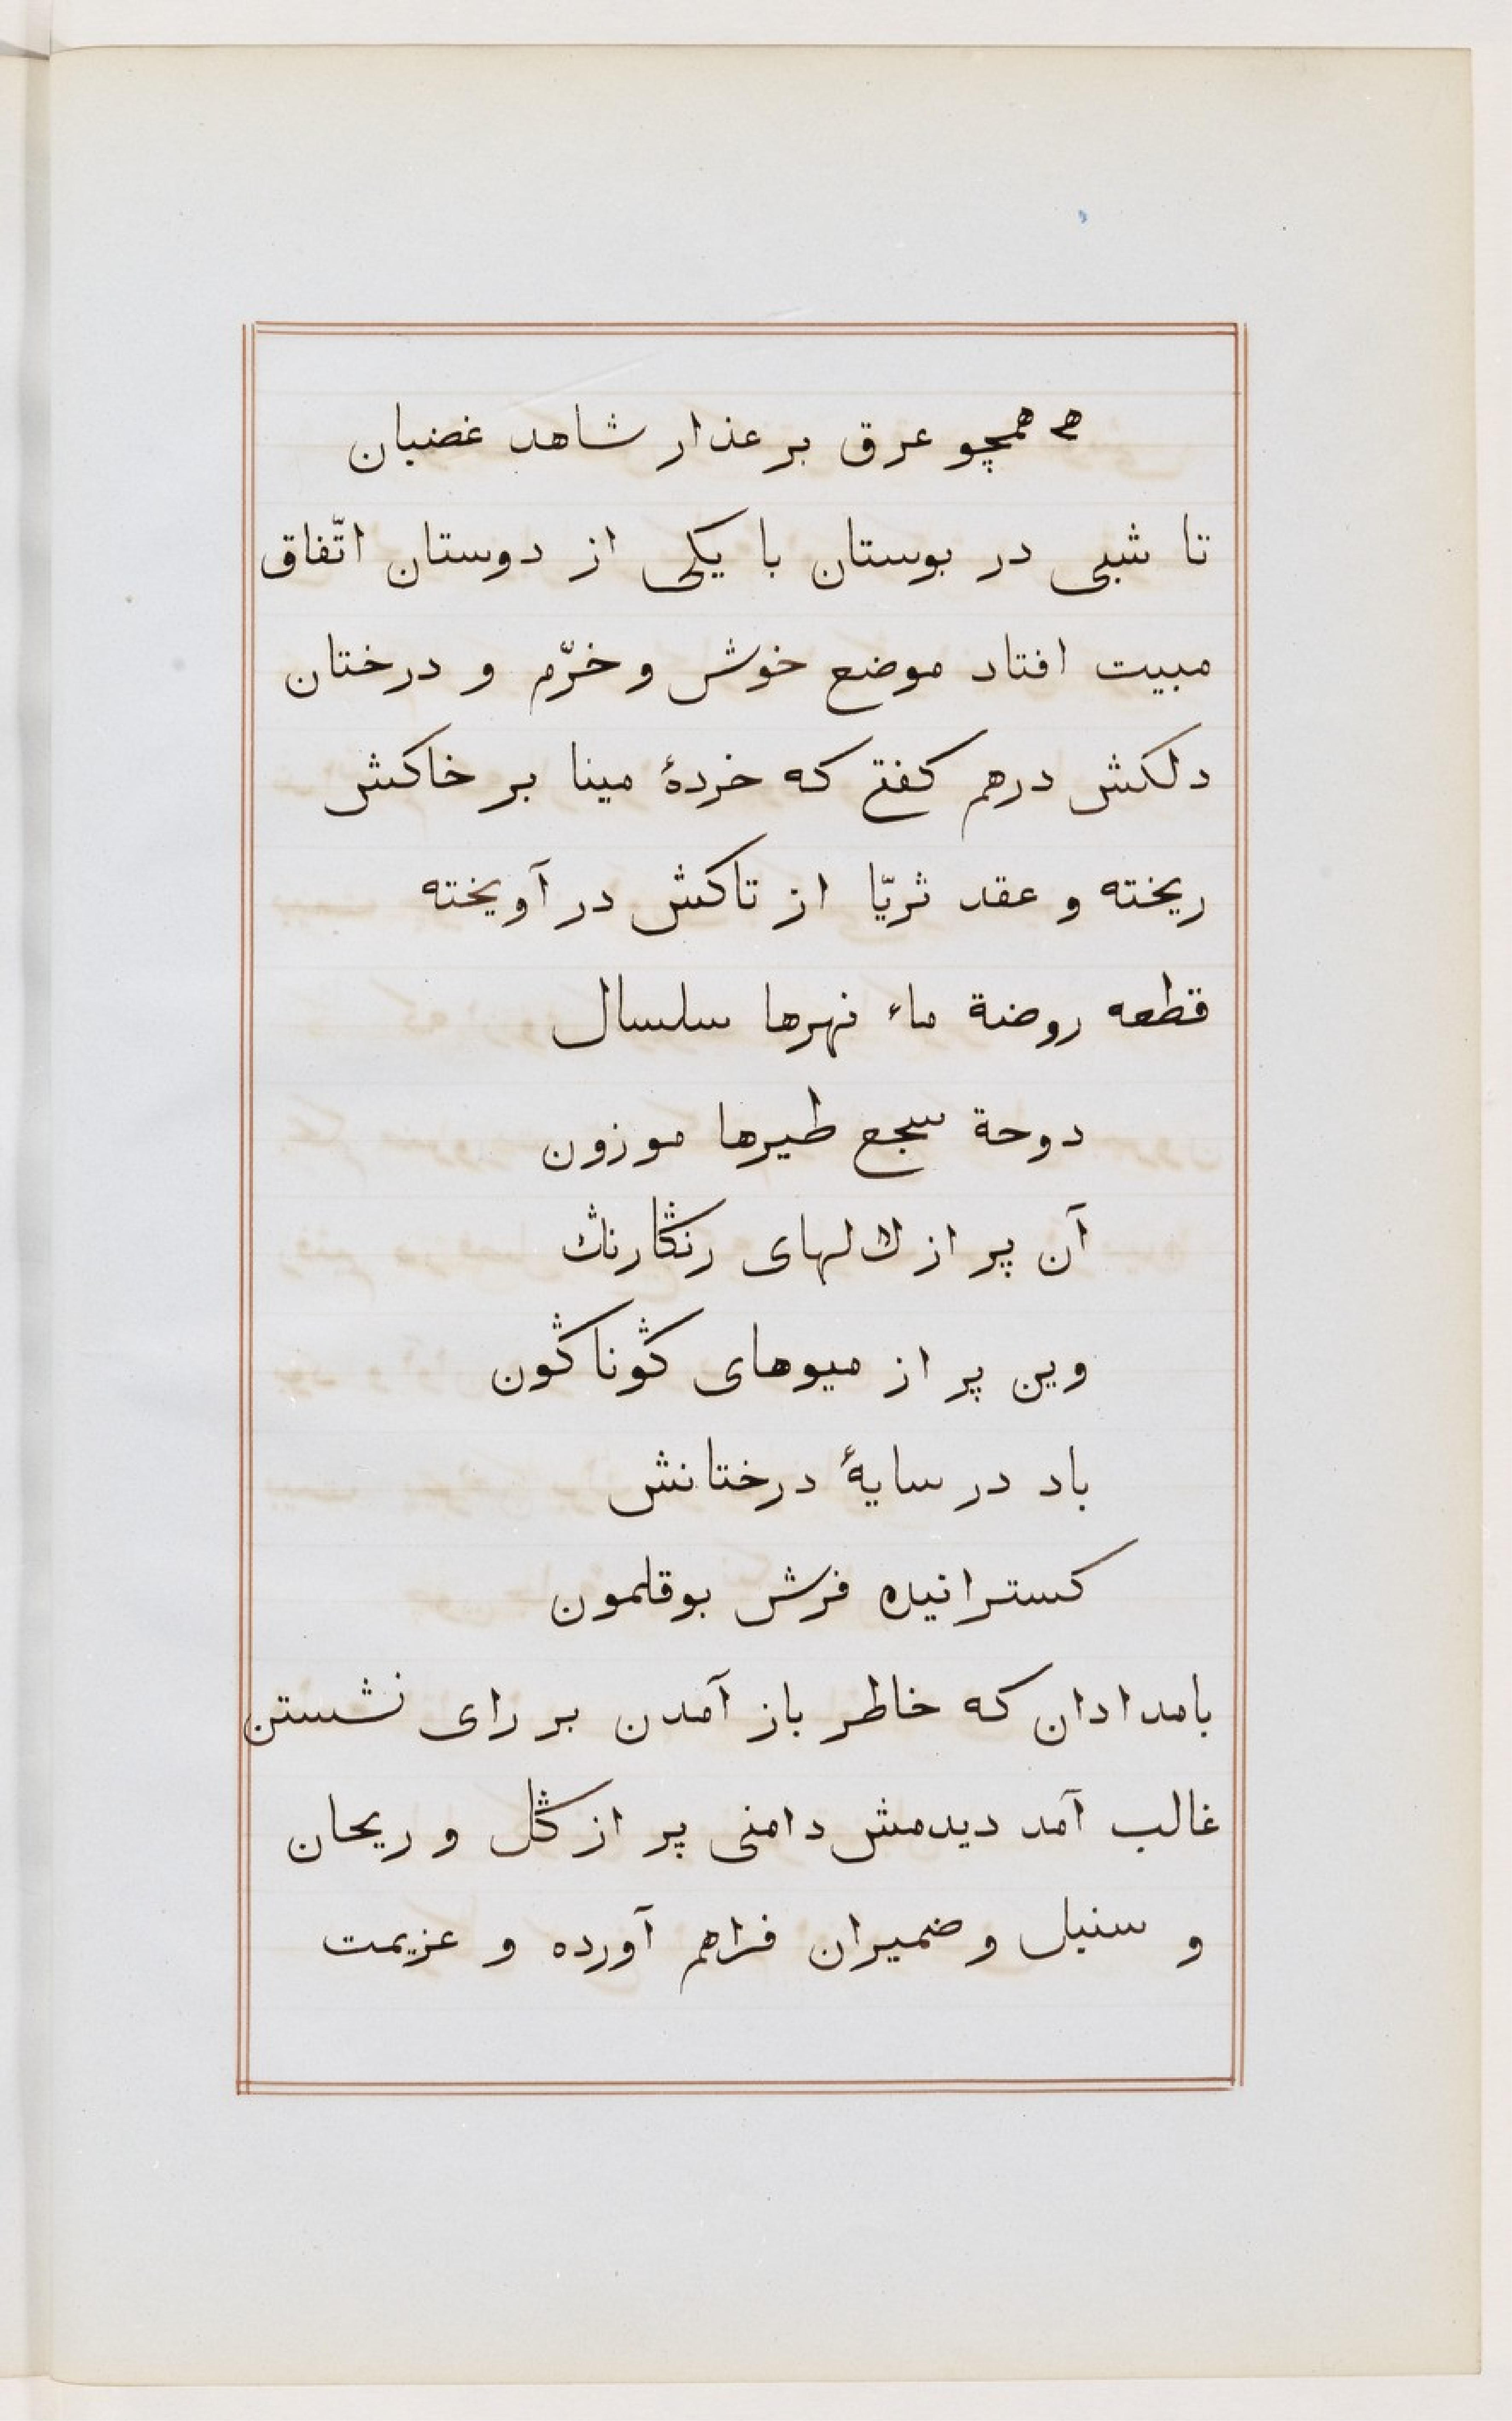 هے همچو عرق بر عذار شاهد غضبان
تا شبی در بوستان با یکی از دوستان اتّفاق
مبیت افتاد موضع خوش و خرّم و درختان
دلکش درهم کفتے که خردهٔ مینا بر خاکش
ریخته و عقد ثریّا از تاکش در آویخته
قطعه روضة ماء نهرها سلسال
دوحة سجع طیرها موزون
آن پر از لالهای رنگارنگ
وین پر از میوهای گوناگون
باد در سایهٔ درختانش
کسترانیده فرش بوقلمون
بامدادان که خاطر باز آمدن بر رای نشستن
غالب آمد دیدمش دامنی پر از گل و ریحان
و سنبل و ضمیران فراهم آورده و عزیمت